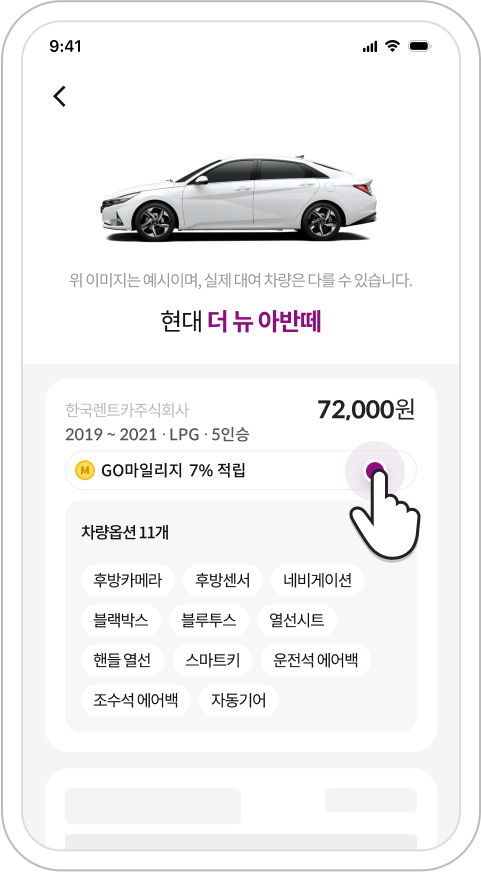 9:41
위 이미지는 예시이며, 실제 대여 차량은 다를 수 있습니다.
현대 더 뉴 아반떼
한국렌트카주식회사
72,000원
2019 ~ 2021 · LPG · 5인승
M GO마일리지 7% 적립
차량옵션 11개
후방카메라 후방센서 네비게이션
블랙박스 블루투스 열선시트
핸들 열선 스마트키 운전석 에어백
조수석 에어백 자동기어